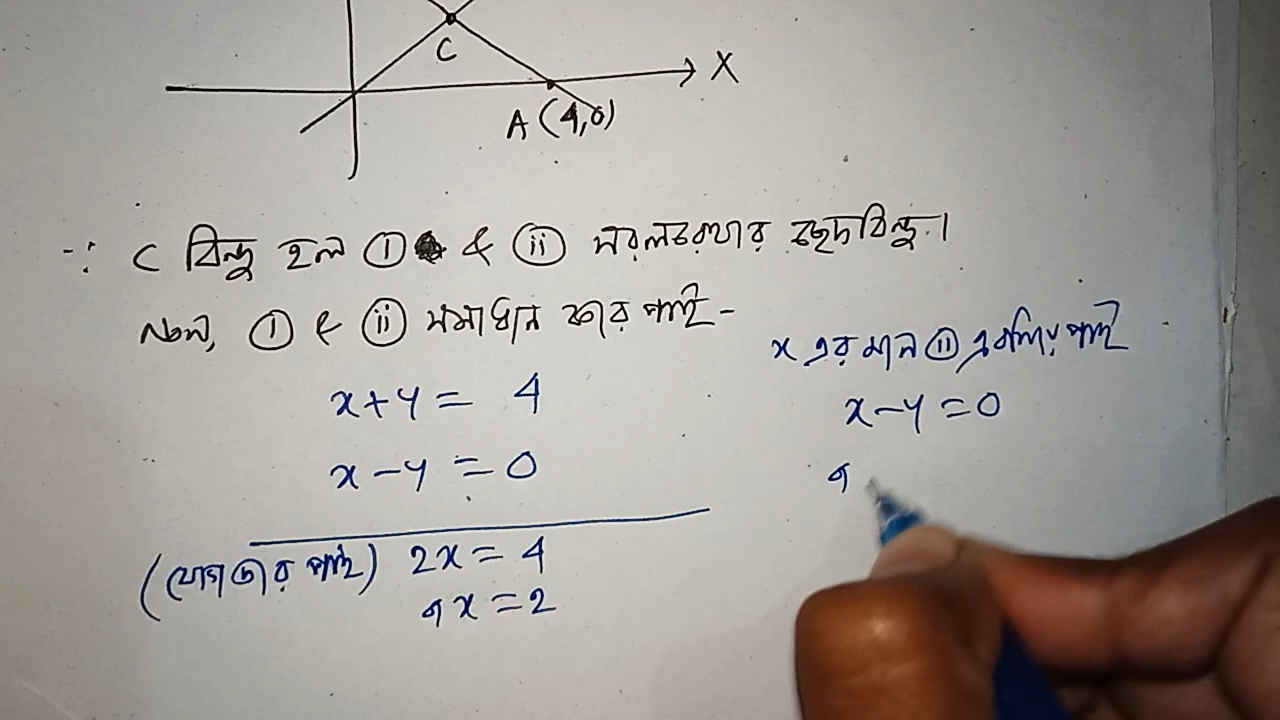 C
X
A (4,0)
∵ C বিন্দু হল ⓘ & ⓘⓘ সরলরেখার ছেদবিন্দু।
ⓘ & ⓘⓘ সমাধান করে পাই-
x+y = 4
x-y = 0
(যোগ করে পাই) 2x = 4
বা x = 2
x এর মান ⓘⓘ এ বসিয়ে পাই
x-y = 0
বা